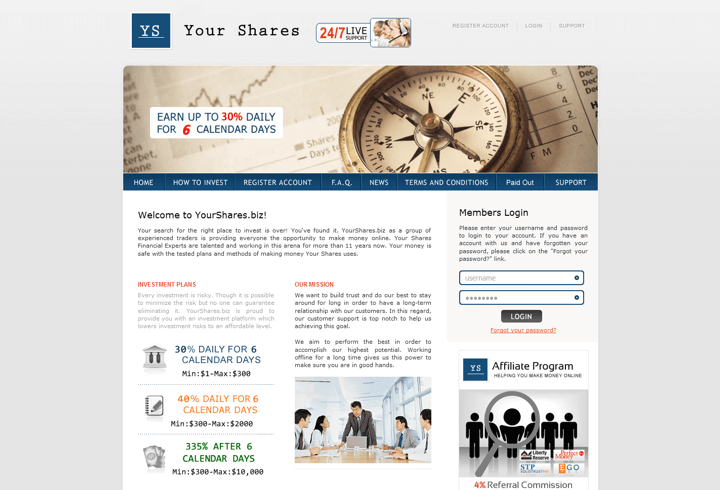 YS
Your Shares
24/7 LIVE
SUPPORT
REGISTER ACCOUNT
LOGIN
SUPPORT
EARN UP TO 30% DAILY
FOR 6 CALENDAR DAYS
Shares
Days to
HOME
HOW TO INVEST
REGISTER ACCOUNT
F.A.Q.
NEWS
TERMS AND CONDITIONS
Paid Out
SUPPORT
Welcome to YourShares.biz!
Your search for the right place to invest is over! You've found it. YourShares.biz as a group of
experienced traders is providing everyone the opportunity to make money online. Your Shares
Financial Experts are talented and working in this arena for more than 11 years now. Your money is
safe with the tested plans and methods of making money Your Shares uses.
INVESTMENT PLANS
Every investment is risky. Though it is possible
to minimize the risk but no one can guarantee
eliminating it. YourShares.biz is proud to
provide you with an investment platform which
lowers investment risks to an affordable level.
30% DAILY FOR 6
CALENDAR DAYS
Min:$1-Max:$300
40% DAILY FOR 6
CALENDAR DAYS
Min:$300-Max:$2000
335% AFTER 6
CALENDAR DAYS
Min:$300-Max:$10,000
OUR MISSION
We want to build trust and do our best to stay
around for long in order to have a long-term
relationship with our customers. In this regard,
our customer support is top notch to help us
achieving this goal.
We aim to perform the best in order to
accomplish our highest potential. Working
offline for a long time gives us this power to
make sure you are in good hands.
Members Login
Please enter your username and password
to login to your account. If you have an
account with us and have forgotten your
password, please click on the "Forgot your
password?" link.
username
LOGIN
Forgot your password?
YS
Affiliate Program
HELPING YOU MAKE MONEY ONLINE
Liberty
Reserve
Perfect
Money
STP
SOLIDTRUSTPAY
EGO
PAY
4% Referral Commission